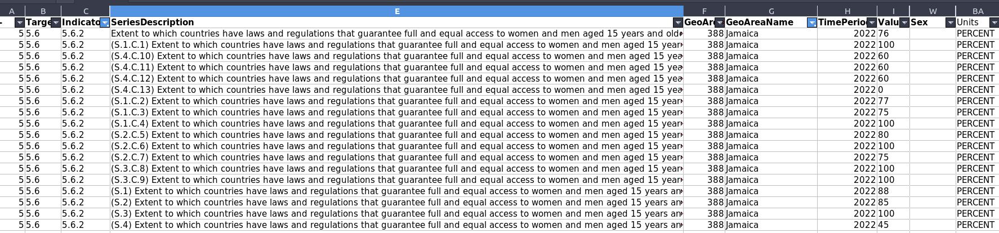 A B C E F G H I W BA
Targe Indicato SeriesDescription GeoAre GeoAreaName TimePerio Valu Sex Units
5 5.6 5.6.2 Extent to which countries have laws and regulations that guarantee full and equal access to women and men aged 15 years and olde 388 Jamaica 2022 76 PERCENT
5 5.6 5.6.2 (S.1.C.1) Extent to which countries have laws and regulations that guarantee full and equal access to women and men aged 15 year 388 Jamaica 2022 100 PERCENT
5 5.6 5.6.2 (S.4.C.10) Extent to which countries have laws and regulations that guarantee full and equal access to women and men aged 15 yea 388 Jamaica 2022 60 PERCENT
5 5.6 5.6.2 (S.4.C.11) Extent to which countries have laws and regulations that guarantee full and equal access to women and men aged 15 yea 388 Jamaica 2022 60 PERCENT
5 5.6 5.6.2 (S.4.C.12) Extent to which countries have laws and regulations that guarantee full and equal access to women and men aged 15 yea 388 Jamaica 2022 60 PERCENT
5 5.6 5.6.2 (S.4.C.13) Extent to which countries have laws and regulations that guarantee full and equal access to women and men aged 15 yea 388 Jamaica 2022 0 PERCENT
5 5.6 5.6.2 (S.1.C.2) Extent to which countries have laws and regulations that guarantee full and equal access to women and men aged 15 year 388 Jamaica 2022 77 PERCENT
5 5.6 5.6.2 (S.1.C.3) Extent to which countries have laws and regulations that guarantee full and equal access to women and men aged 15 year 388 Jamaica 2022 75 PERCENT
5 5.6 5.6.2 (S.1.C.4) Extent to which countries have laws and regulations that guarantee full and equal access to women and men aged 15 year 388 Jamaica 2022 100 PERCENT
5 5.6 5.6.2 (S.2.C.5) Extent to which countries have laws and regulations that guarantee full and equal access to women and men aged 15 year 388 Jamaica 2022 80 PERCENT
5 5.6 5.6.2 (S.2.C.6) Extent to which countries have laws and regulations that guarantee full and equal access to women and men aged 15 year 388 Jamaica 2022 100 PERCENT
5 5.6 5.6.2 (S.2.C.7) Extent to which countries have laws and regulations that guarantee full and equal access to women and men aged 15 year 388 Jamaica 2022 75 PERCENT
5 5.6 5.6.2 (S.3.C.8) Extent to which countries have laws and regulations that guarantee full and equal access to women and men aged 15 year 388 Jamaica 2022 100 PERCENT
5 5.6 5.6.2 (S.3.C.9) Extent to which countries have laws and regulations that guarantee full and equal access to women and men aged 15 year 388 Jamaica 2022 100 PERCENT
5 5.6 5.6.2 (S.1) Extent to which countries have laws and regulations that guarantee full and equal access to women and men aged 15 years an 388 Jamaica 2022 88 PERCENT
5 5.6 5.6.2 (S.2) Extent to which countries have laws and regulations that guarantee full and equal access to women and men aged 15 years an 388 Jamaica 2022 85 PERCENT
5 5.6 5.6.2 (S.3) Extent to which countries have laws and regulations that guarantee full and equal access to women and men aged 15 years an 388 Jamaica 2022 100 PERCENT
5 5.6 5.6.2 (S.4) Extent to which countries have laws and regulations that guarantee full and equal access to women and men aged 15 years an 388 Jamaica 2022 45 PERCENT